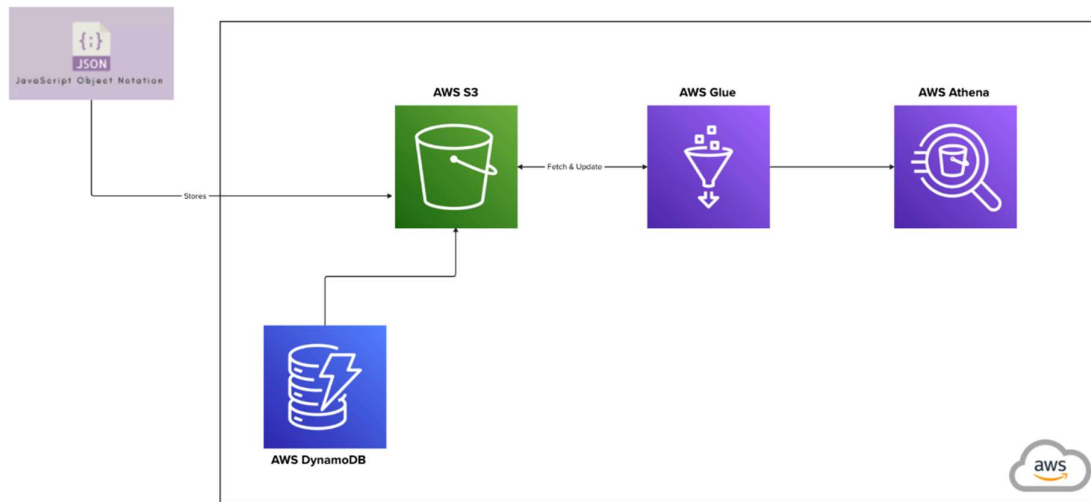 {;}
JSON
JavaScript Object Notation
AWS S3
AWS Glue
AWS Athena
Fetch & Update
Stores
AWS DynamoDB
aws